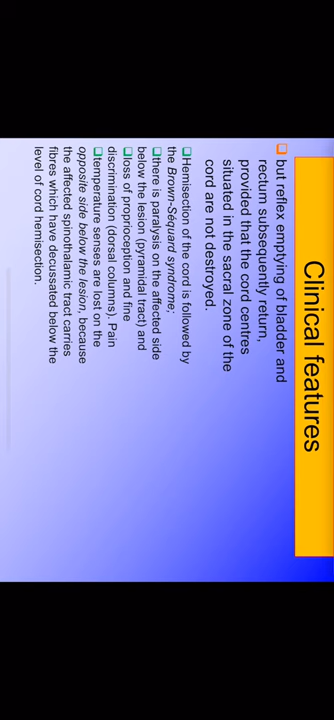 Clinical features
but reflex emptying of bladder and
rectum subsequently return,
provided that the cord centres
situated in the sacral zone of the
cord are not destroyed.
Hemisection of the cord is followed by
the Brown-Séquard syndrome;
there is paralysis on the affected side
below the lesion (pyramidal tract) and
loss of proprioception and fine
discrimination (dorsal columns). Pain
temperature senses are lost on the
opposite side below the lesion, because
the affected spinothalamic tract carries
fibres which have decussated below the
level of cord hemisection.